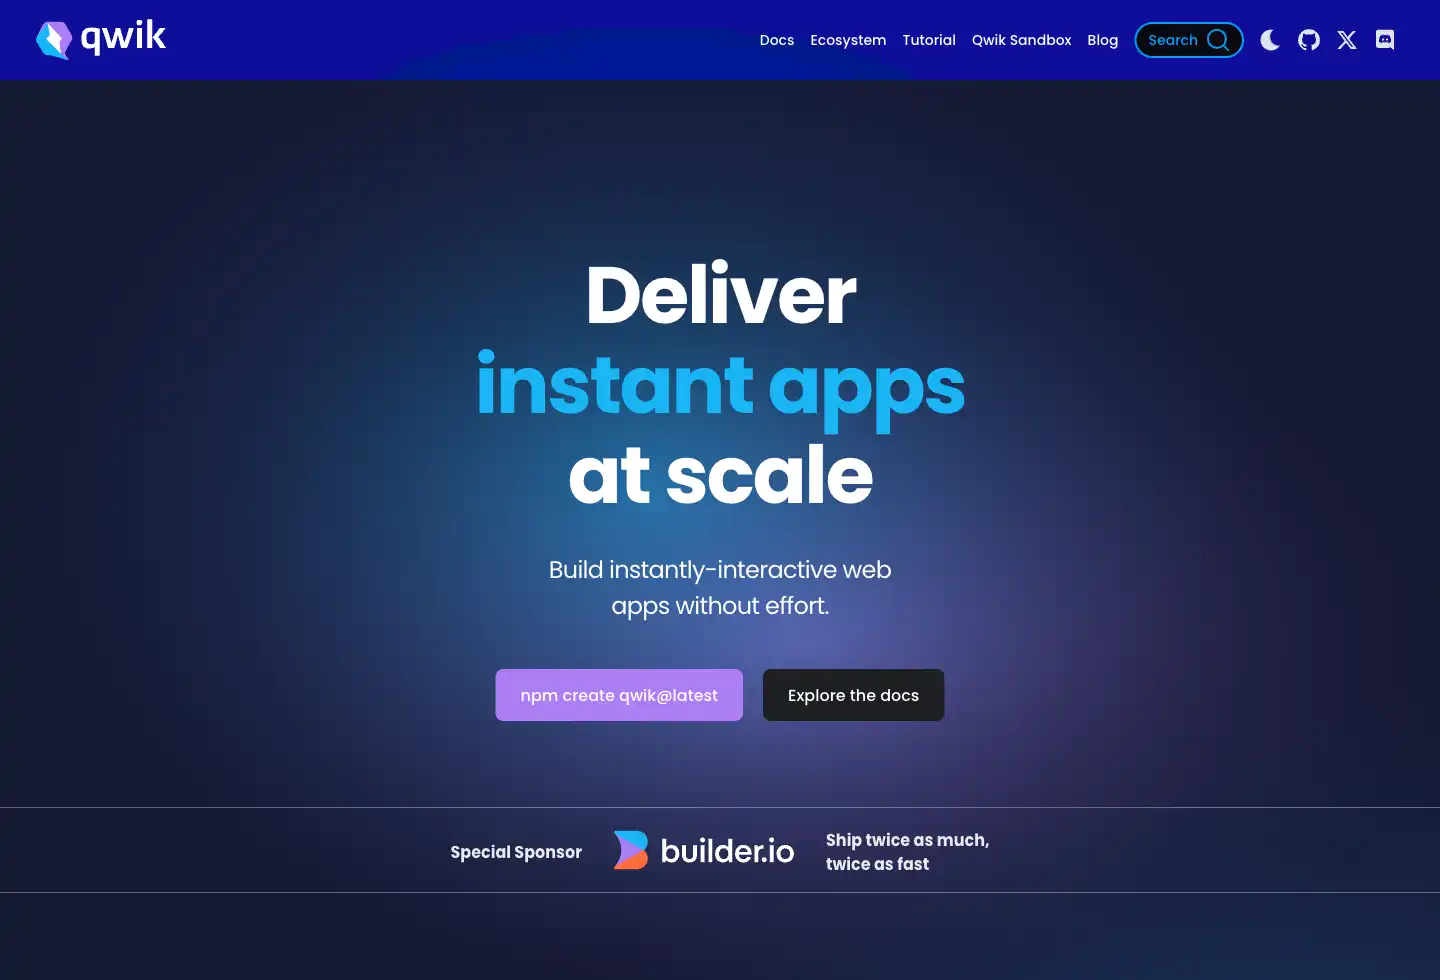 qwik
Docs Ecosystem Tutorial Qwik Sandbox Blog Search
Deliver
instant apps
at scale
Build instantly-interactive web
apps without effort.
npm create qwik@latest Explore the docs
Special Sponsor builder.io Ship twice as much,
twice as fast